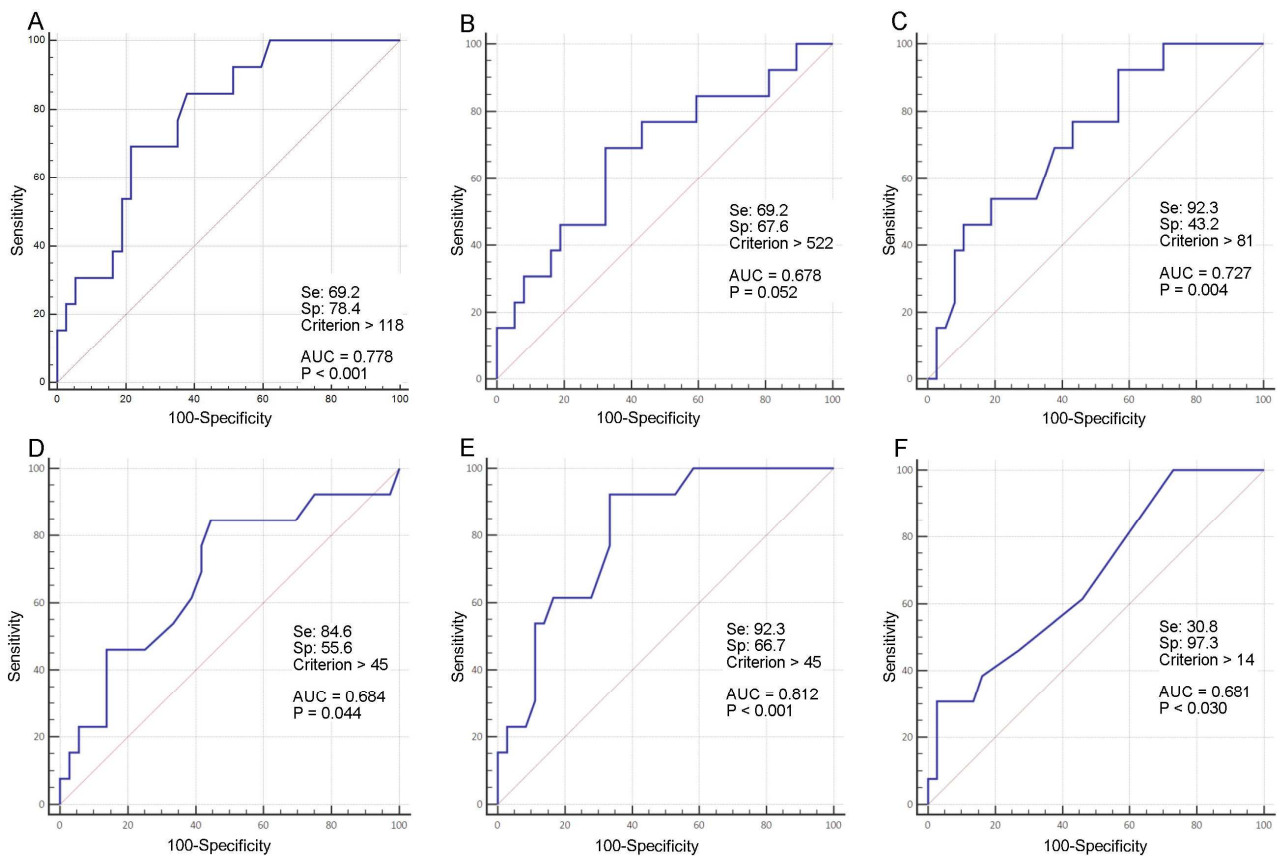 A
100
80
60
40
20
0
Sensitivity
Se: 69.2
Sp: 78.4
Criterion > 118
AUC = 0.778
P < 0.001
0 20 40 60 80 100
100-Specificity
B
100
80
60
40
20
0
Sensitivity
Se: 69.2
Sp: 67.6
Criterion > 522
AUC = 0.678
P = 0.052
0 20 40 60 80 100
100-Specificity
C
100
80
60
40
20
0
Sensitivity
Se: 92.3
Sp: 43.2
Criterion > 81
AUC = 0.727
P = 0.004
0 20 40 60 80 100
100-Specificity
D
100
80
60
40
20
0
Sensitivity
Se: 84.6
Sp: 55.6
Criterion > 45
AUC = 0.684
P = 0.044
0 20 40 60 80 100
100-Specificity
E
100
80
60
40
20
0
Sensitivity
Se: 92.3
Sp: 66.7
Criterion > 45
AUC = 0.812
P < 0.001
0 20 40 60 80 100
100-Specificity
F
100
80
60
40
20
0
Sensitivity
Se: 30.8
Sp: 97.3
Criterion > 14
AUC = 0.681
P < 0.030
0 20 40 60 80 100
100-Specificity